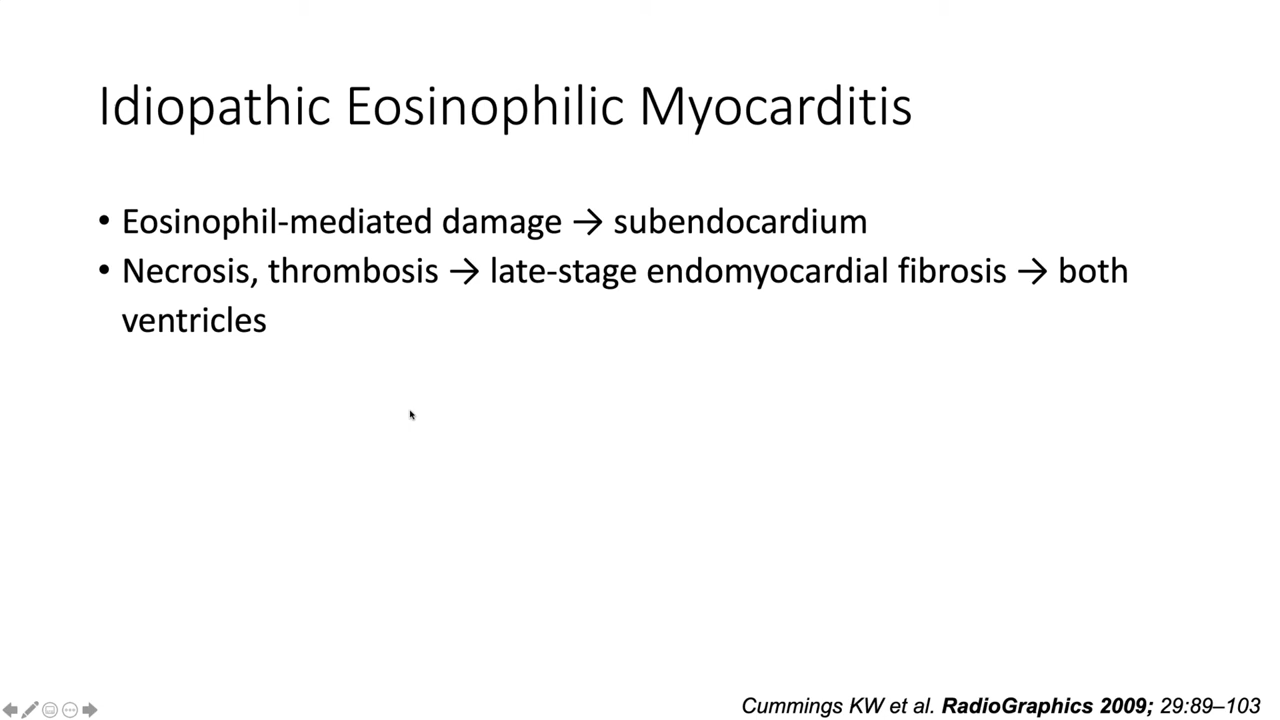 Idiopathic Eosinophilic Myocarditis
• Eosinophil-mediated damage → subendocardium
• Necrosis, thrombosis → late-stage endomyocardial fibrosis → both
ventricles
Cummings KW et al. RadioGraphics 2009; 29:89–103